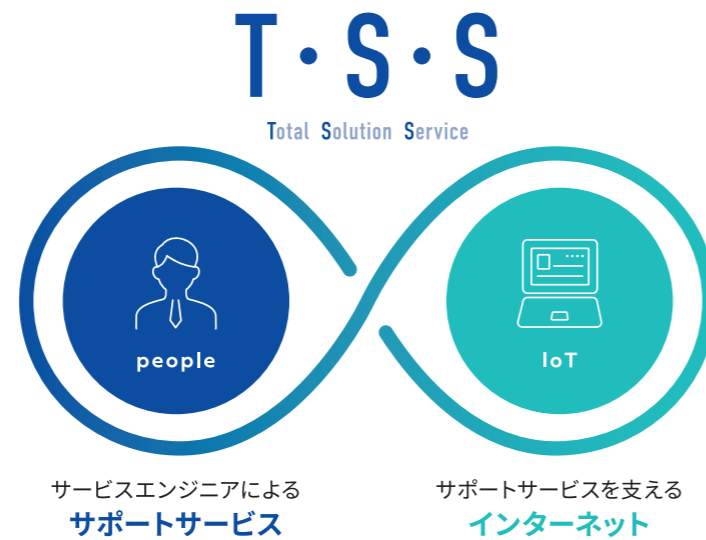 T・S・S
Total Solution Service
people
IoT
サービスエンジニアによる
サポートサービス
サポートサービスを支える
インターネット